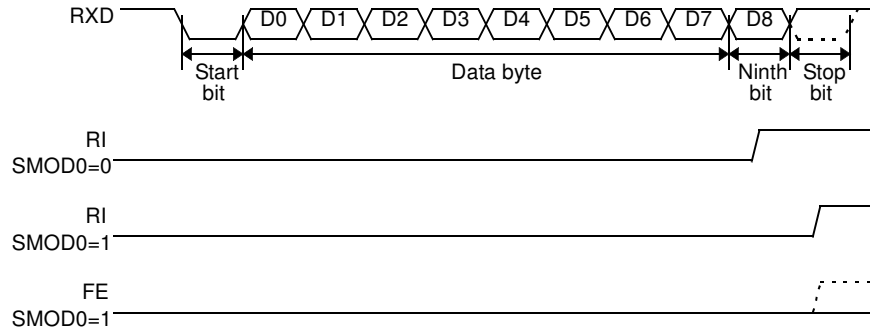 RXD D0 D1 D2 D3 D4 D5 D6 D7 D8
Start bit Data byte Ninth bit Stop bit
RI
SMOD0=0
RI
SMOD0=1
FE
SMOD0=1